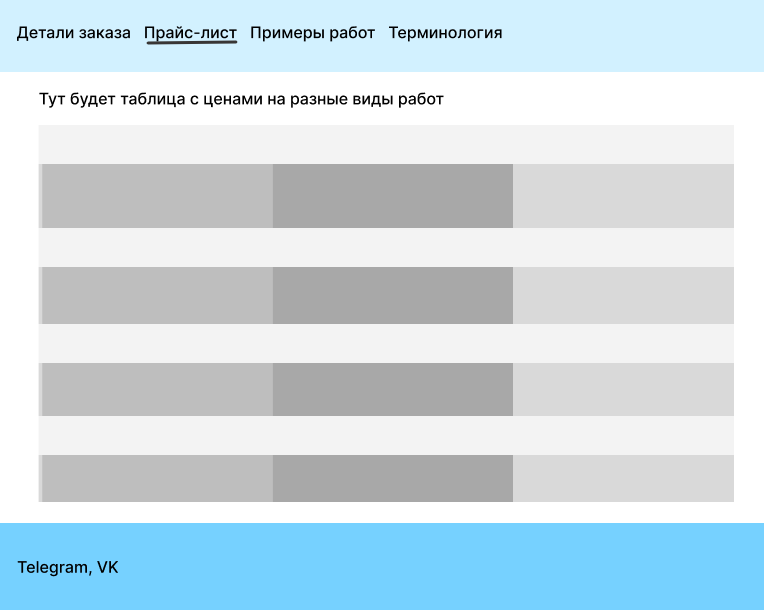 Детали заказа Прайс-лист Примеры работ Терминология
Тут будет таблица с ценами на разные виды работ
Telegram, VK